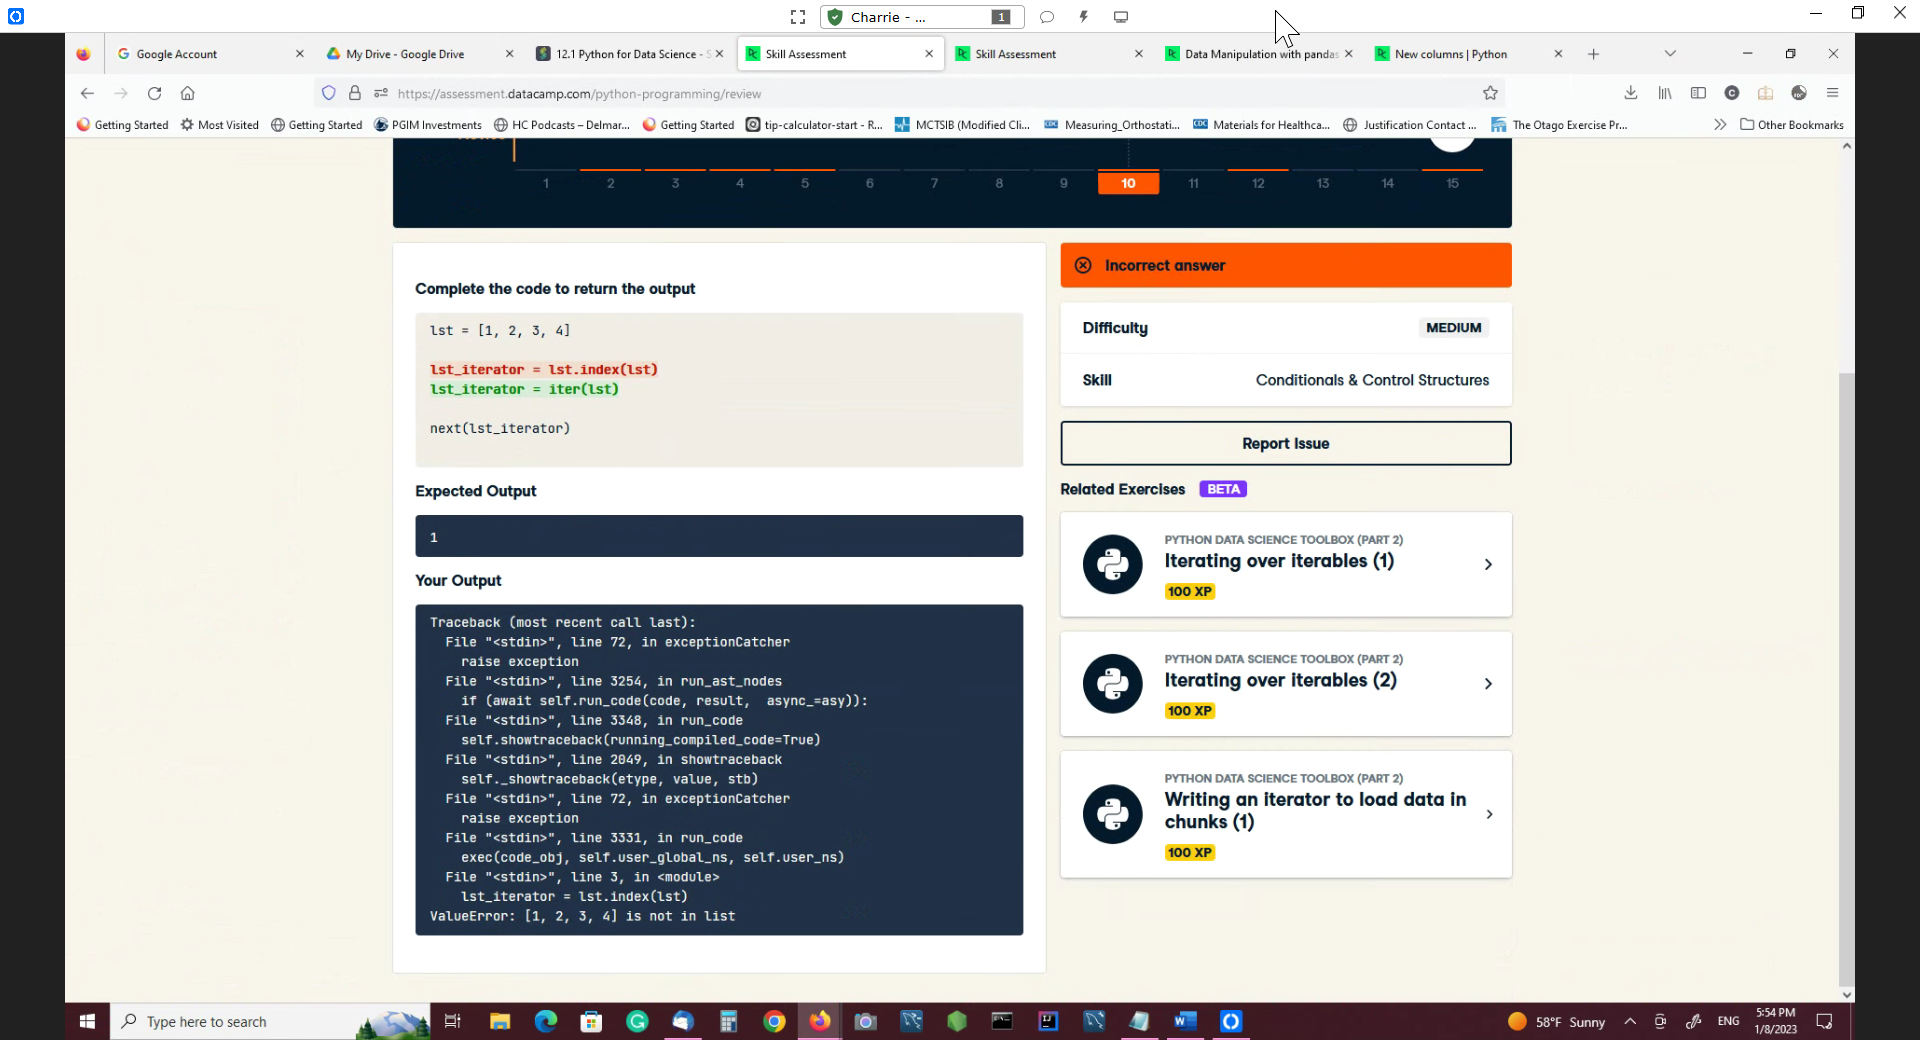 Charrie - ...
1
Google Account
My Drive - Google Drive
12.1 Python for Data Science - S
Skill Assessment
Skill Assessment
Data Manipulation with pandas
New columns | Python
https://assessment.datacamp.com/python-programming/review
Getting Started
Most Visited
Getting Started
PGIM Investments
HC Podcasts – Delmar...
Getting Started
tip-calculator-start - R...
MCTSIB (Modified Cli...
Measuring_Orthostati...
Materials for Healthca...
Justification Contact ...
The Otago Exercise Pr...
Other Bookmarks
1 2 3 4 5 6 7 8 9 10 11 12 13 14 15
Complete the code to return the output
lst = [1, 2, 3, 4]
lst_iterator = lst.index(lst)
lst_iterator = iter(lst)
next(lst_iterator)
Expected Output
1
Your Output
Traceback (most recent call last):
File "<stdin>", line 72, in exceptionCatcher
raise exception
File "<stdin>", line 3254, in run_ast_nodes
if (await self.run_code(code, result,  async_=asy)):
File "<stdin>", line 3348, in run_code
self.showtraceback(running_compiled_code=True)
File "<stdin>", line 2049, in showtraceback
self._showtraceback(etype, value, stb)
File "<stdin>", line 72, in exceptionCatcher
raise exception
File "<stdin>", line 3331, in run_code
exec(code_obj, self.user_global_ns, self.user_ns)
File "<stdin>", line 3, in <module>
lst_iterator = lst.index(lst)
ValueError: [1, 2, 3, 4] is not in list
Incorrect answer
Difficulty
MEDIUM
Skill
Conditionals & Control Structures
Report Issue
Related Exercises BETA
PYTHON DATA SCIENCE TOOLBOX (PART 2)
Iterating over iterables (1)
100 XP
PYTHON DATA SCIENCE TOOLBOX (PART 2)
Iterating over iterables (2)
100 XP
PYTHON DATA SCIENCE TOOLBOX (PART 2)
Writing an iterator to load data in
chunks (1)
100 XP
Type here to search
58°F Sunny
ENG
5:54 PM
1/8/2023